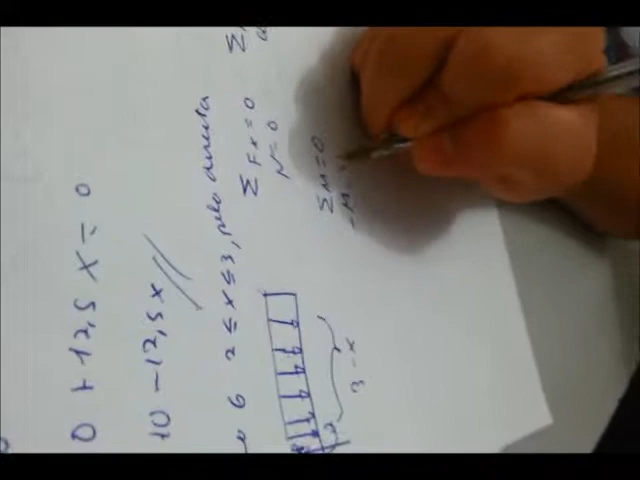 0 + 12,5 x = 0
10 - 12,5 x //
6 2 ≤ x ≤ 3, pela direita
Σ Fx = 0
N = 0
Σ M = 0
- M
3 - x